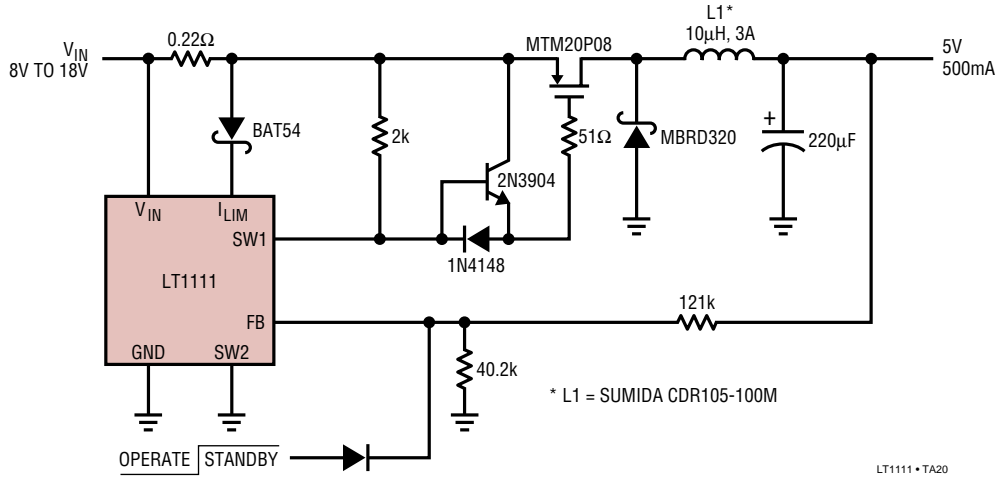 L1*
10µH, 3A
VIN
8V TO 18V
0.22Ω
MTM20P08
5V
500mA
BAT54
2k
51Ω
MBRD320
+
220µF
2N3904
VIN
ILIM
SW1
1N4148
LT1111
FB
121k
GND
SW2
40.2k
* L1 = SUMIDA CDR105-100M
OPERATE STANDBY
LT1111 • TA20